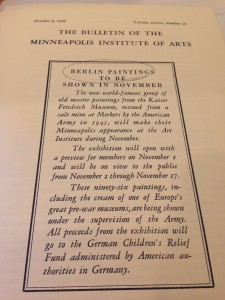 October 9, 1948
Volume XXXVII, Number 25
THE BULLETIN OF THE
MINNEAPOLIS INSTITUTE OF ARTS
BERLIN PAINTINGS
TO BE
SHOWN IN NOVEMBER
The now world-famous group of
old master paintings from the Kaiser
Friedrich Museum, rescued from a
salt mine at Merkers by the American
Army in 1945, will make their
Minneapolis appearance at the Art
Institute during November.
The exhibition will open with
a preview for members on November 1
and will be on view to the public
from November 2 through November 17.
These ninety-six paintings, in-
cluding the cream of one of Europe's
great pre-war museums, are being shown
under the supervision of the Army.
All proceeds from the exhibition will
go to the German Children's Relief
Fund administered by American au-
thorities in Germany.